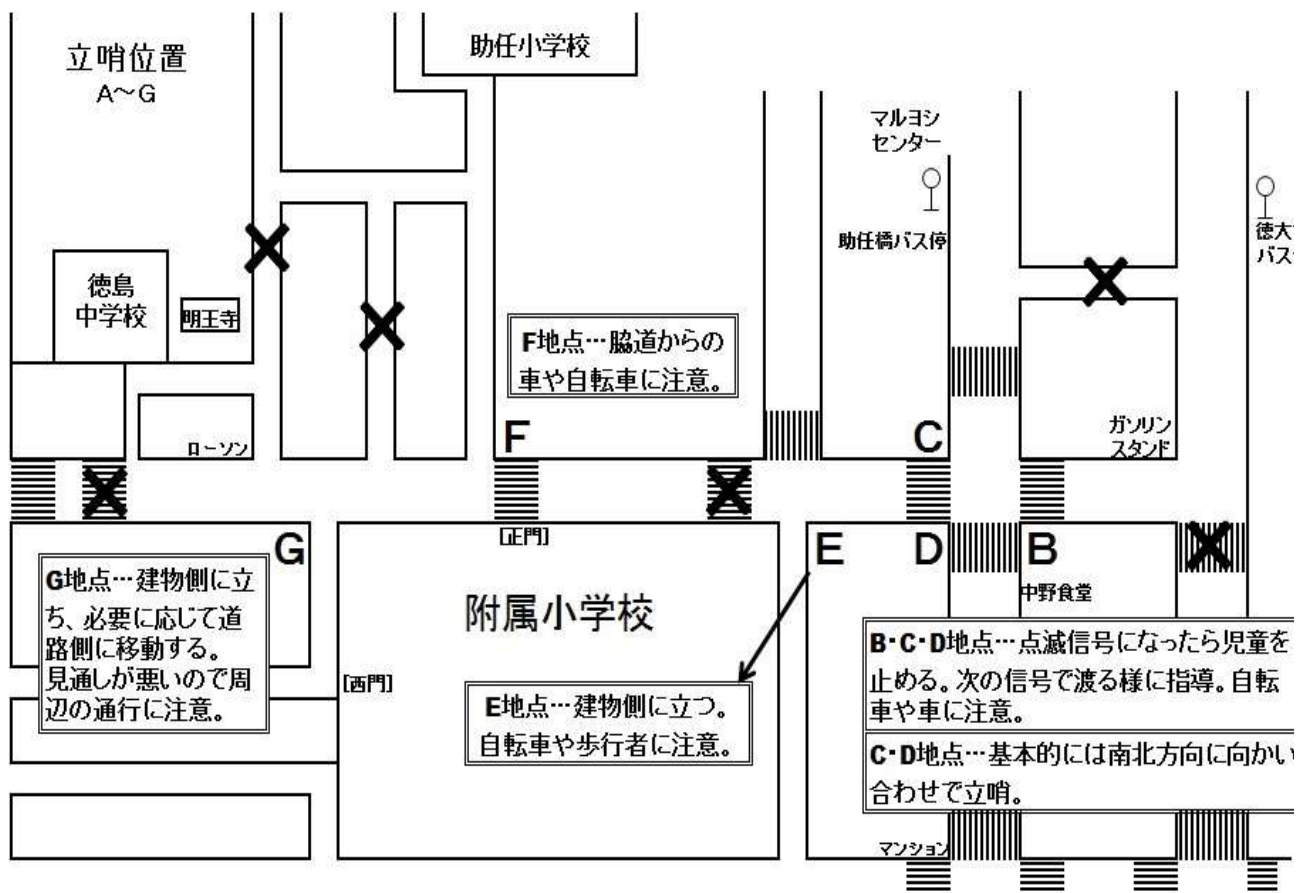 立哨位置
A～G
助任小学校
マルヨシ
センター
助任橋バス停
徳大
バス
徳島
中学校
明王寺
F地点…脇道からの
車や自転車に注意。
ローソン
F
C
ガソリン
スタンド
G
[正門]
E
D
B
中野食堂
G地点…建物側に立
ち、必要に応じて道
路側に移動する。
見通しが悪いので周
辺の通行に注意。
附属小学校
[西門]
E地点…建物側に立つ。
自転車や歩行者に注意。
B・C・D地点…点滅信号になったら児童を
止める。次の信号で渡る様に指導。自転
車や車に注意。
C・D地点…基本的には南北方向に向かい
合わせで立哨。
マンション